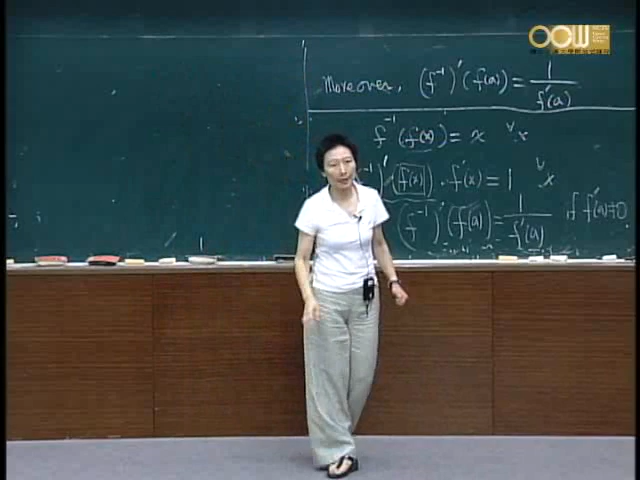 OCW
Moreover, (f⁻¹)'(f(a)) = 1/f'(a)
f⁻¹(f(x)) = x ∀x
⁻¹)'(f(x)) · f'(x) = 1 ∀x
(f⁻¹)'(f(a)) = 1/f'(a) if f'(a)≠0